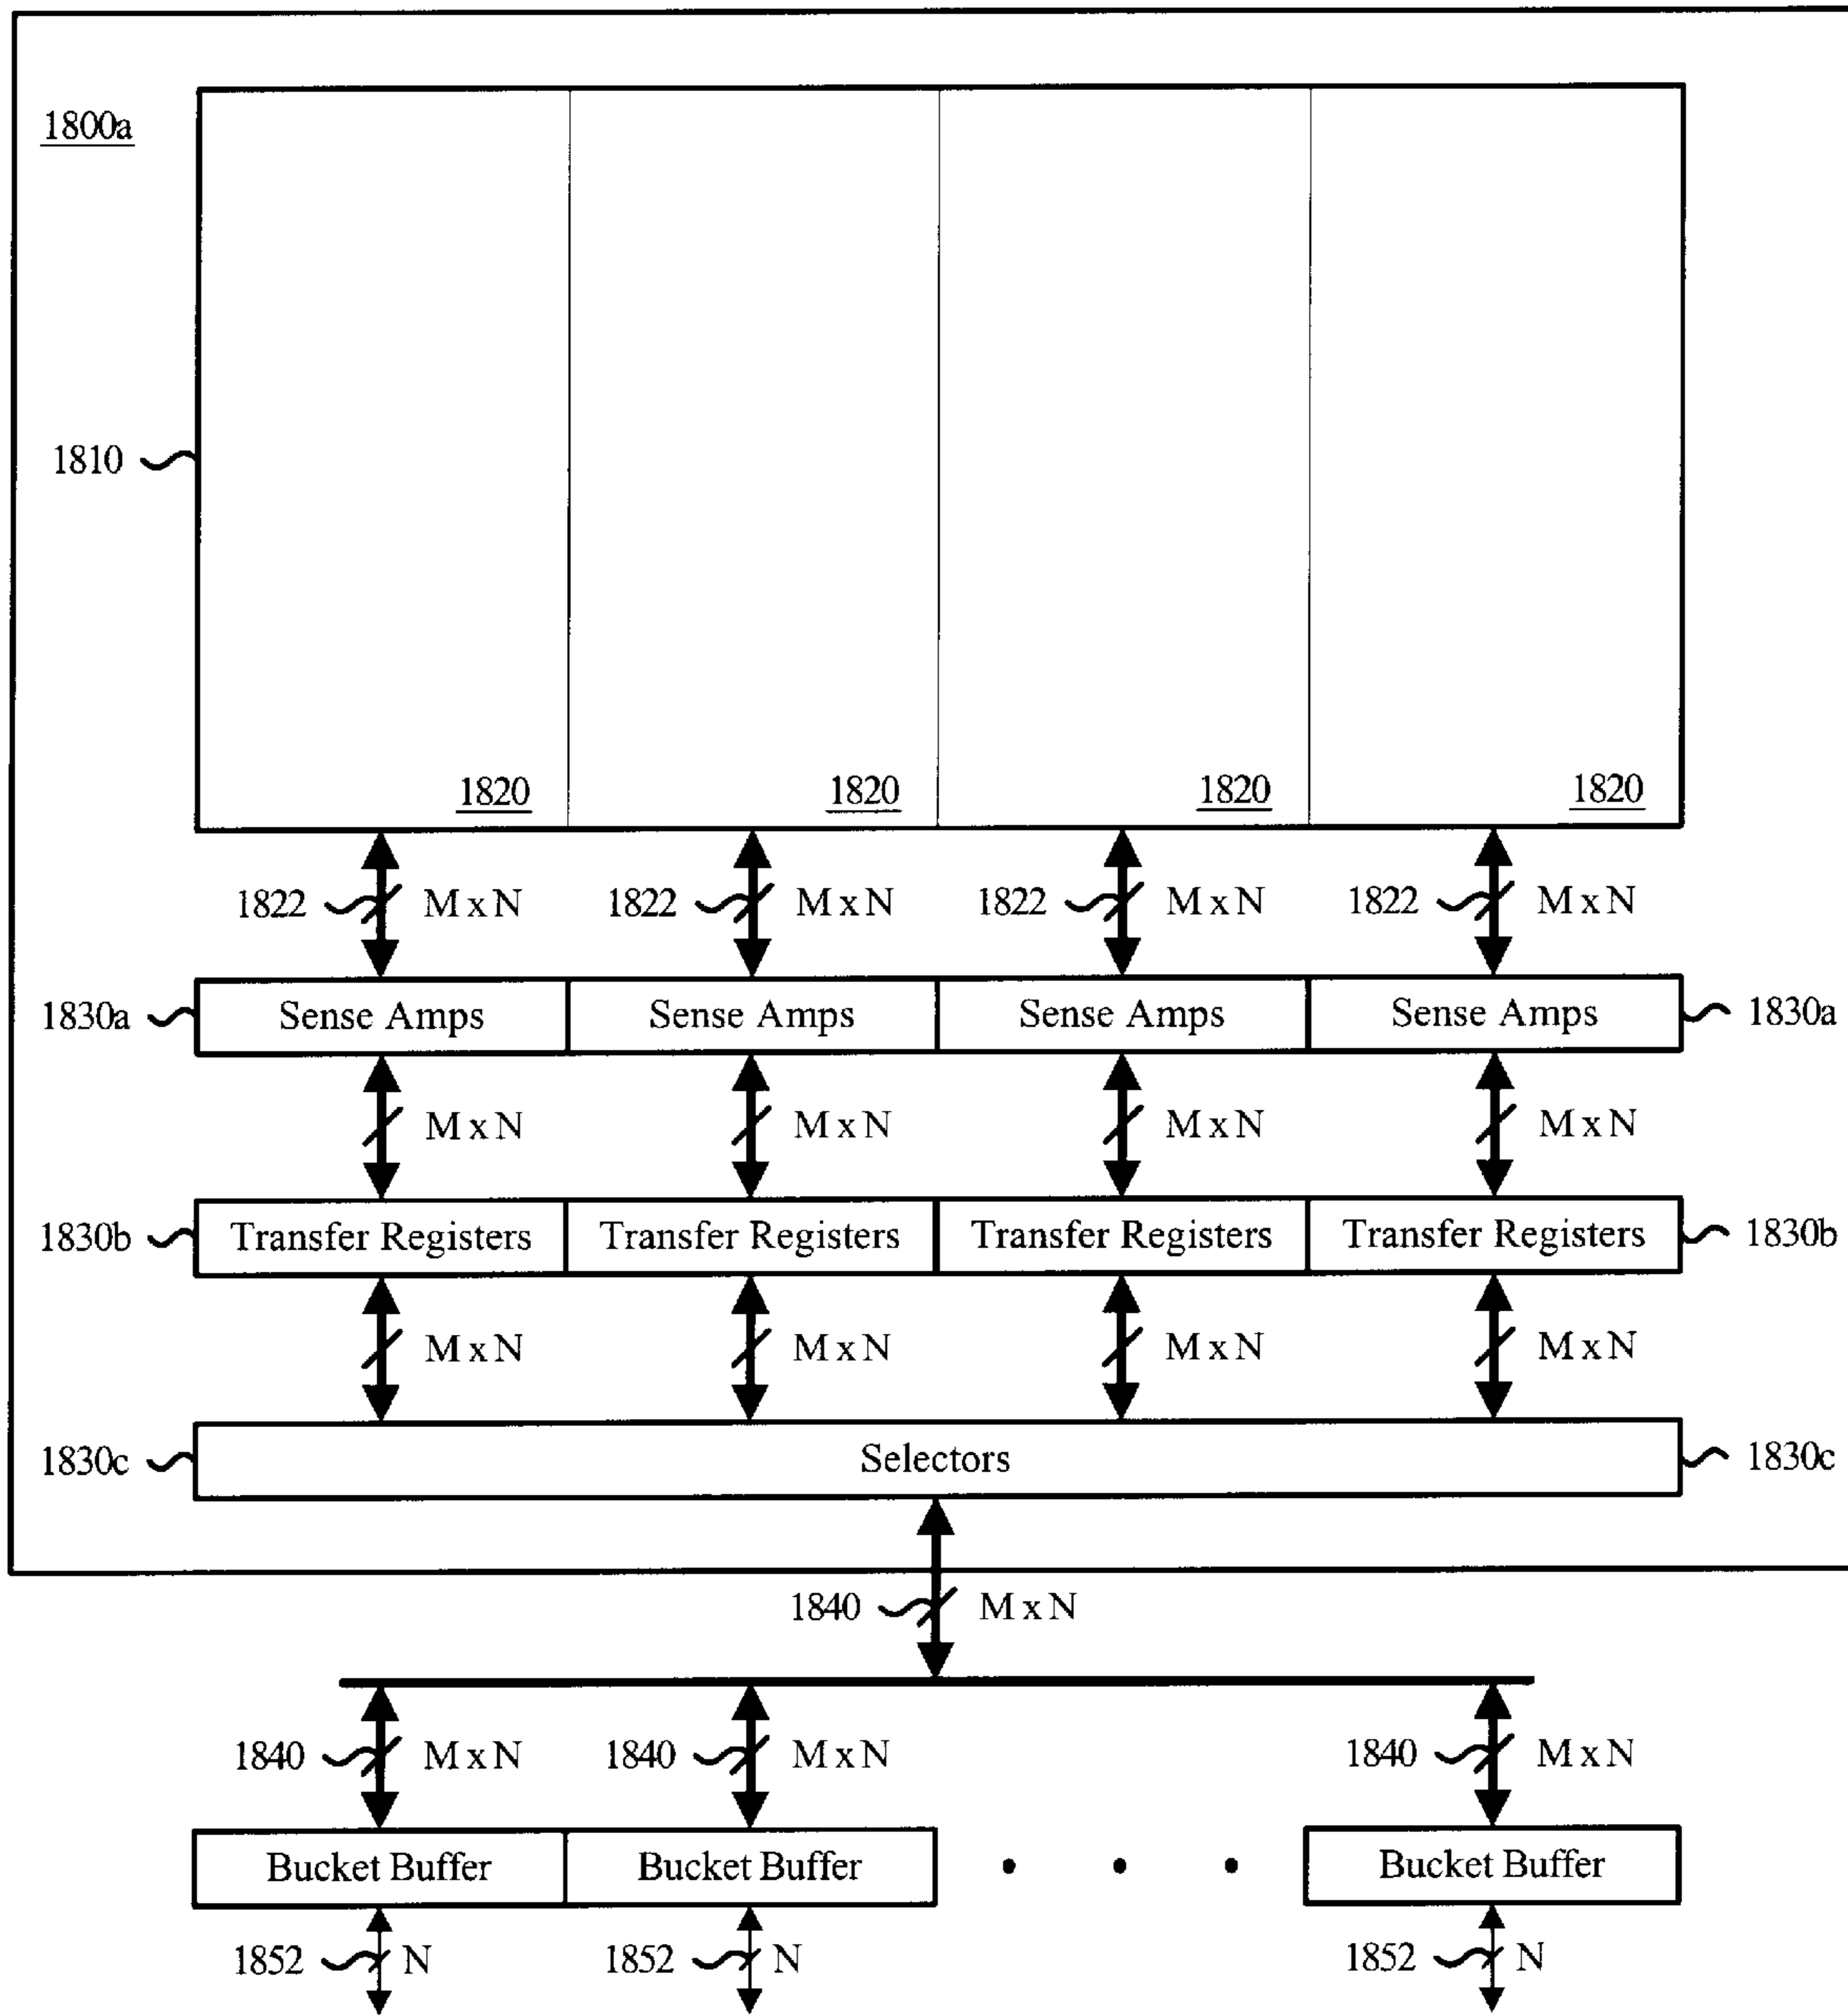 1800a
1810
1820 1820 1820 1820
1822 M x N 1822 M x N 1822 M x N 1822 M x N
1830a Sense Amps Sense Amps Sense Amps Sense Amps 1830a
M x N M x N M x N M x N
1830b Transfer Registers Transfer Registers Transfer Registers Transfer Registers 1830b
M x N M x N M x N M x N
1830c Selectors 1830c
1840 M x N
1840 M x N 1840 M x N 1840 M x N
Bucket Buffer Bucket Buffer • • • Bucket Buffer
1852 N 1852 N 1852 N